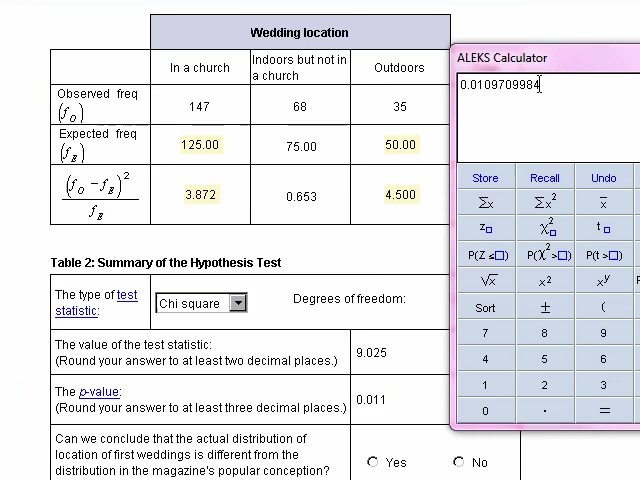 Wedding location
In a church
Indoors but not in
a church
Outdoors
Observed freq
(f_O)
147
68
35
Expected freq
(f_E)
125.00
75.00
50.00
(f_O – f_E)²
f_E
3.872
0.653
4.500
Table 2: Summary of the Hypothesis Test
The type of test
statistic:
Chi square
Degrees of freedom:
The value of the test statistic:
(Round your answer to at least two decimal places.)
9.025
The p-value:
(Round your answer to at least three decimal places.)
0.011
Can we conclude that the actual distribution of
location of first weddings is different from the
distribution in the magazine's popular conception?
Yes
No
ALEKS Calculator
0.0109709984
Store Recall Undo
Σx Σx² x̄
z□ χ²□ t□
P(Z ≤□) P(χ²>□) P(t >□)
√x x² xʸ
Sort ± (
7 8 9
4 5 6
1 2 3
0 . =